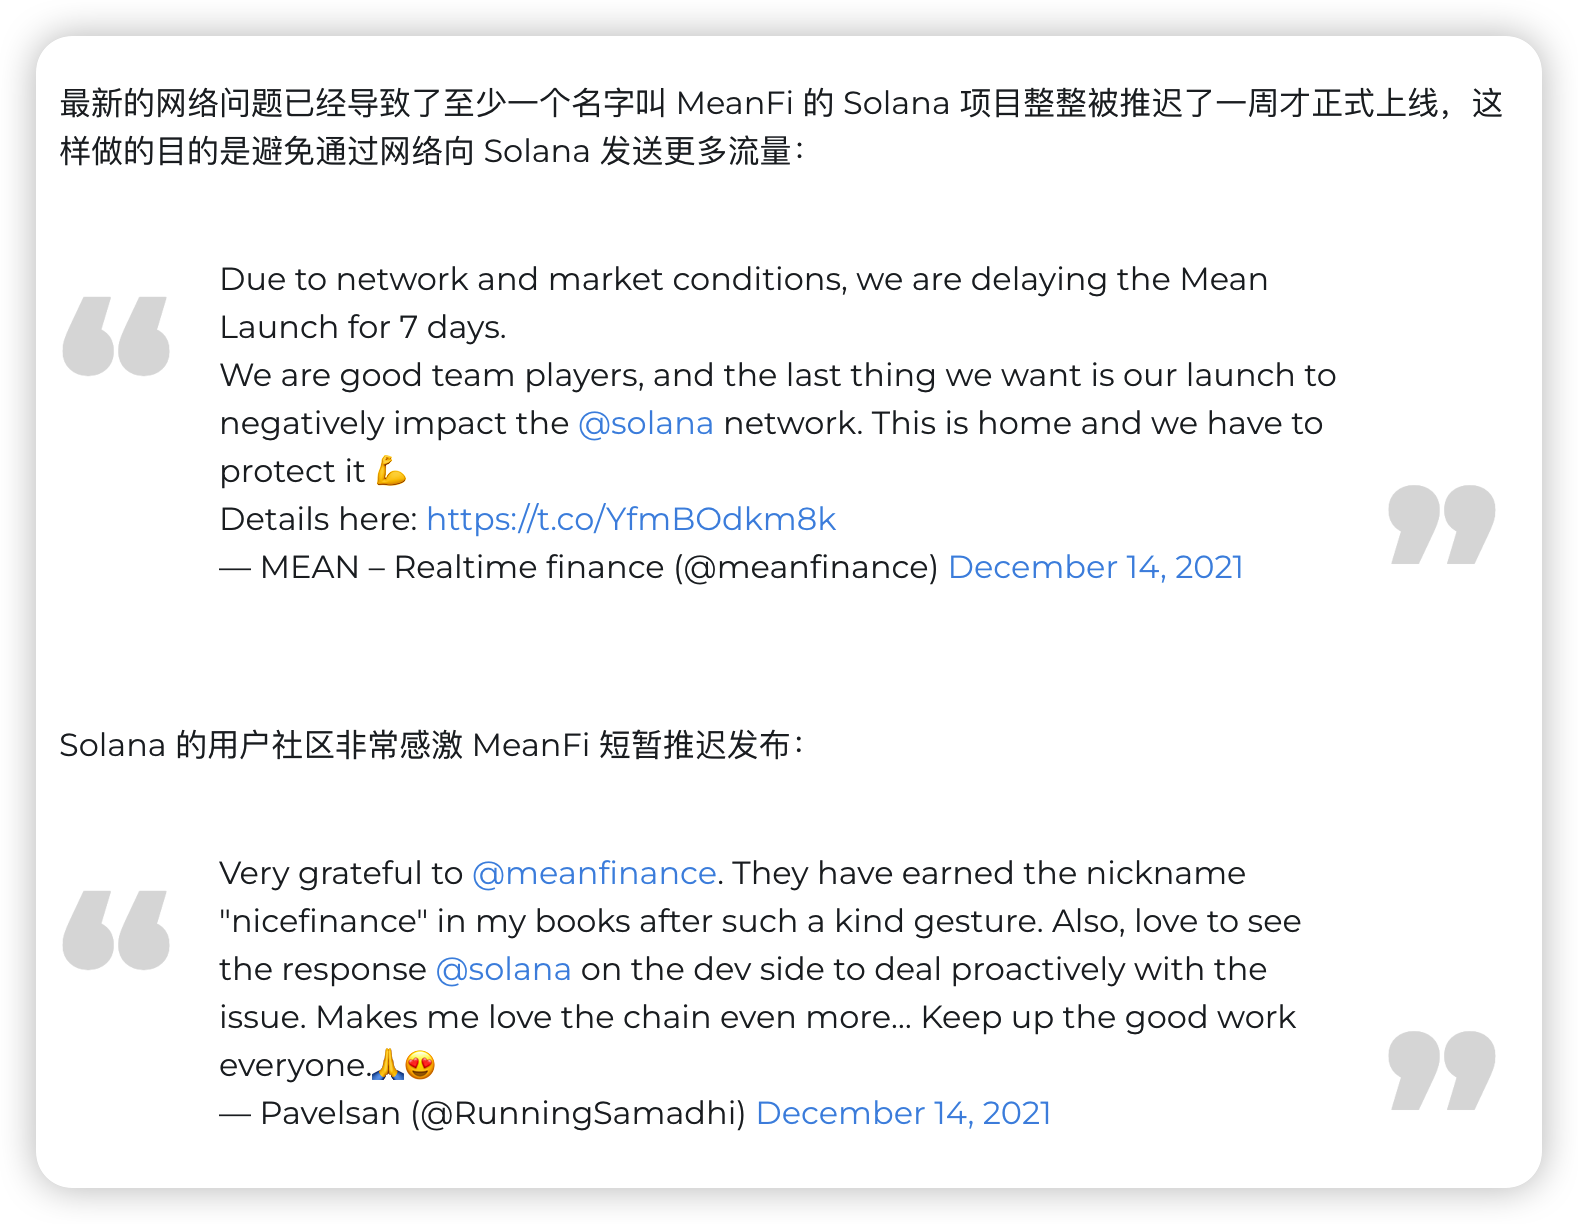 最新的网络问题已经导致了至少一个名字叫 MeanFi 的 Solana 项目整整被推迟了一周才正式上线，这
样做的目的是避免通过网络向 Solana 发送更多流量：
Due to network and market conditions, we are delaying the Mean
Launch for 7 days.
We are good team players, and the last thing we want is our launch to
negatively impact the @solana network. This is home and we have to
protect it 💪
Details here: https://t.co/YfmBOdkm8k
— MEAN – Realtime finance (@meanfinance) December 14, 2021
Solana 的用户社区非常感激 MeanFi 短暂推迟发布：
Very grateful to @meanfinance. They have earned the nickname
"nicefinance" in my books after such a kind gesture. Also, love to see
the response @solana on the dev side to deal proactively with the
issue. Makes me love the chain even more… Keep up the good work
everyone.🙏😍
— Pavelsan (@RunningSamadhi) December 14, 2021